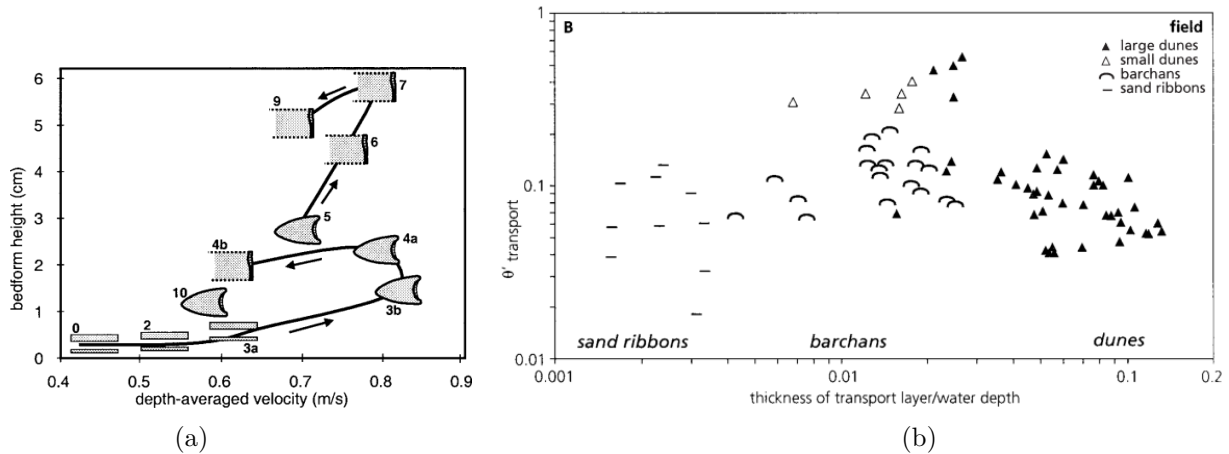 6
5
4
3
2
1
0
bedform height (cm)
0.4
0.5
0.6
0.7
0.8
0.9
depth-averaged velocity (m/s)
7
9
6
5
4b
4a
10
3b
0
2
3a
(a)
B
field
large dunes
small dunes
barchans
sand ribbons
1
0.1
0.01
θ' transport
sand ribbons
barchans
dunes
0.001
0.01
0.1
0.2
thickness of transport layer/water depth
(b)